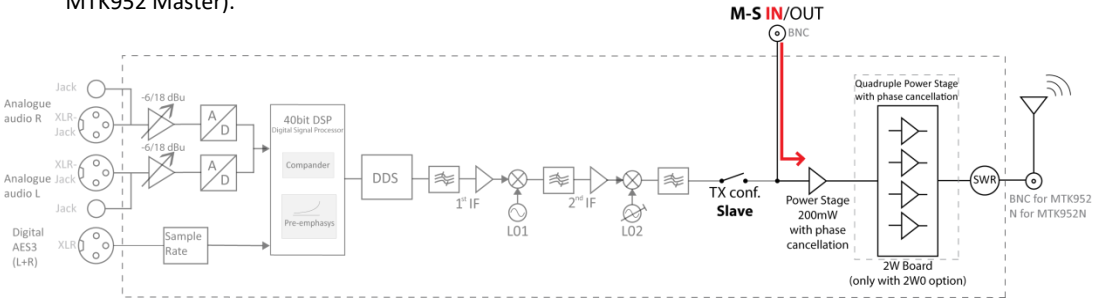 MTK952 Master).
M-S IN/OUT
BNC
Jack
Analogue
audio R
XLR-
Jack
-6/18 dBu
A
D
XLR-
Jack
Analogue
audio L
-6/18 dBu
A
D
Jack
Digital
AES3
(L+R)
XLR
Sample
Rate
40bit DSP
Digital Signal Processor
Compander
Pre-emphasys
DDS
1st IF
LO1
2nd IF
LO2
TX conf.
Slave
Power Stage
200mW
with phase
cancellation
Quadruple Power Stage
with phase cancellation
2W Board
(only with 2W0 option)
SWR
BNC for MTK952
N for MTK952N